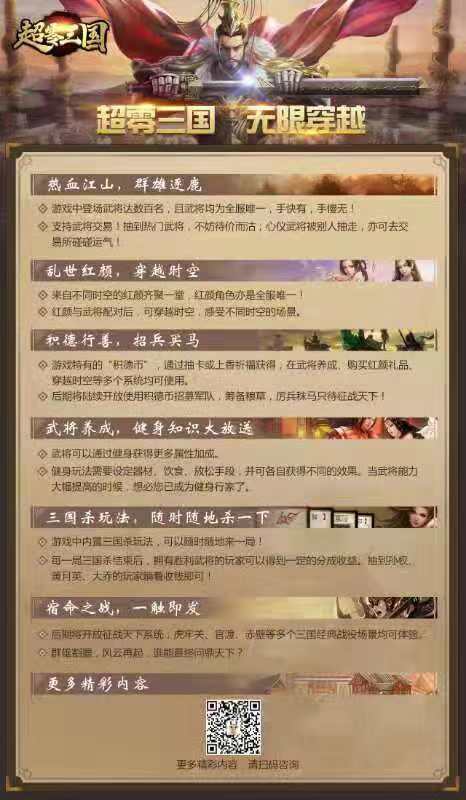 超零三国
超零三国 无限穿越
热血江山，群雄逐鹿
游戏中登场武将达数百名，且武将均为全服唯一，手快有，手慢无！
支持武将交易！抽到热门武将，不妨待价而沽；心仪武将被别人抽走，亦可去交
易所碰碰运气！
乱世红颜，穿越时空
来自不同时空的红颜齐聚一堂，红颜角色亦是全服唯一！
红颜与武将配对后，可穿越时空，感受不同时空的场景。
积德行善，招兵买马
游戏特有的“积德币”，通过抽卡或上香祈福获得，在武将养成、购买红颜礼品、
穿越时空等多个系统均可使用。
后期将陆续开放使用积德币招募军队，筹备粮草，厉兵秣马只待征战天下！
武将养成，健身知识大放送
武将可以通过健身获得更多属性加成。
健身玩法需要设定器材、饮食、放松手段，并可各自获得不同的效果。当武将能力
大幅提高的时候，想必您已成为健身行家了。
三国杀玩法，随时随地杀一下
游戏中内置三国杀玩法，可以随时随地来一局！
每一局三国杀结束后，拥有胜利武将的玩家可以得到一定的分成收益。抽到孙权、
黄月英、大乔的玩家躺着收钱即可！
宿命之战，一触即发
后期将开放征战天下系统，虎牢关、官渡、赤壁等多个三国经典战役场景均可体验。
群雄割据，风云再起，谁能最终问鼎天下？
更多精彩内容
更多精彩内容 请扫码咨询